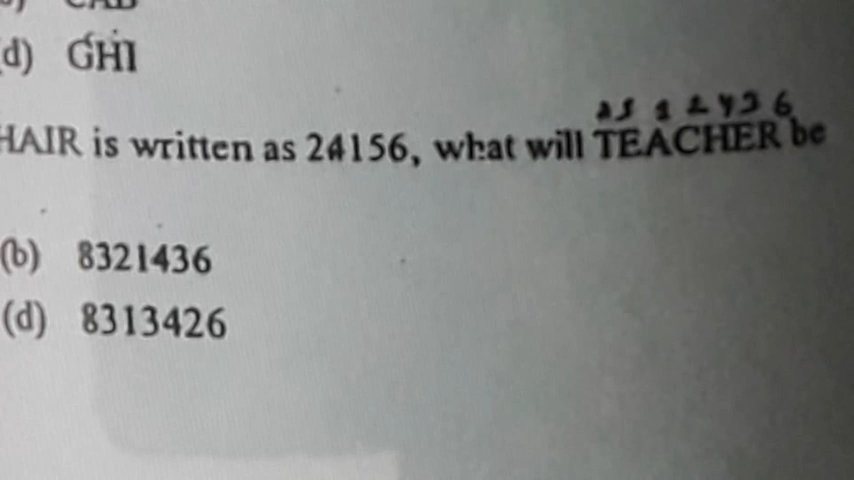 (d) GHI
HAIR is written as 24156, what will TEACHER be
(b) 8321436
(d) 8313426